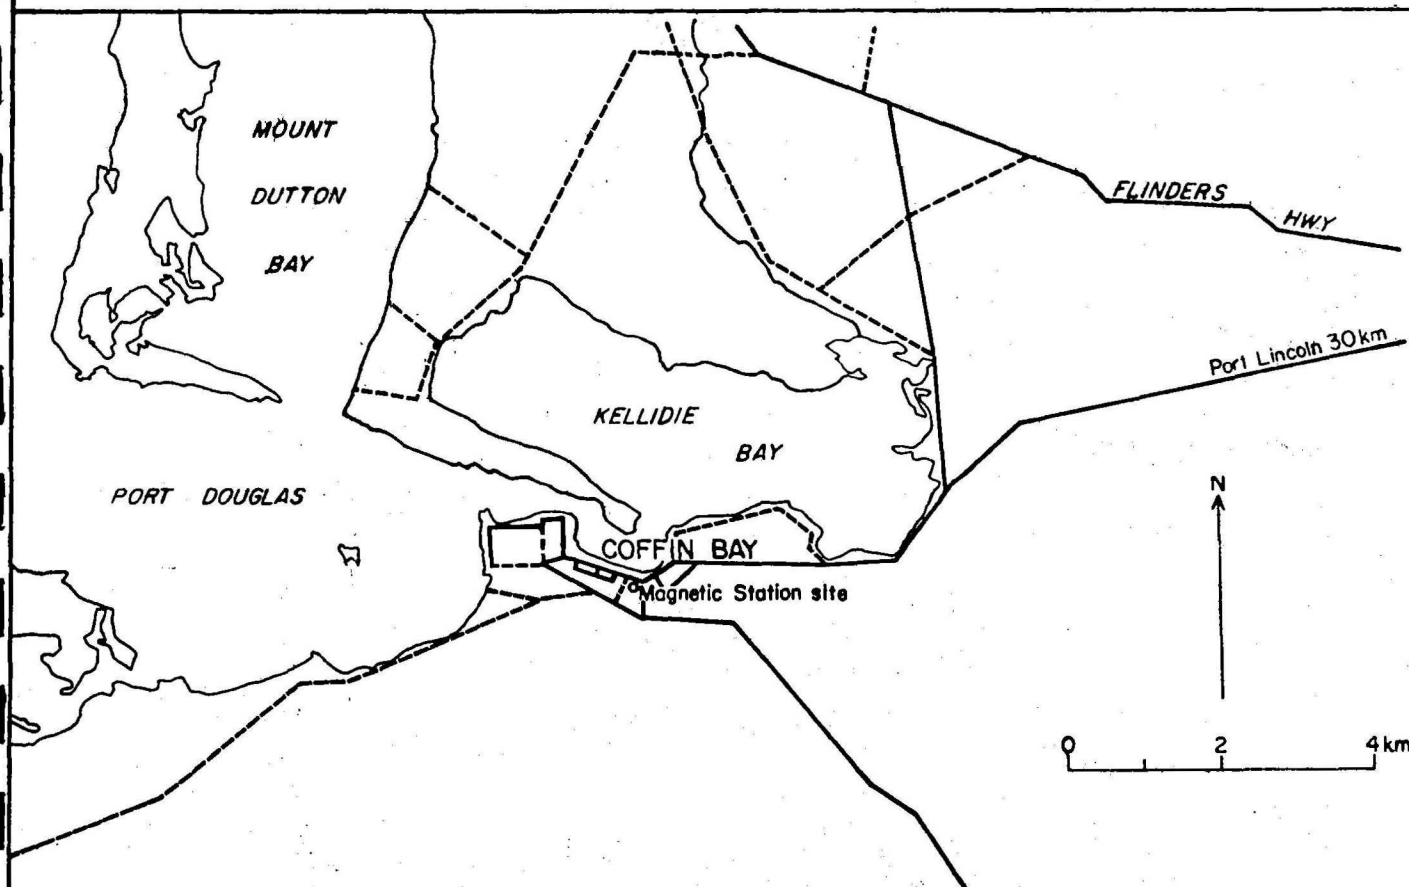 MOUNT
DUTTON
BAY
FLINDERS
HWY
Port Lincoln 30km
KELLIDIE
BAY
PORT DOUGLAS
N
COFFIN BAY
Magnetic Station site
0 2 4km